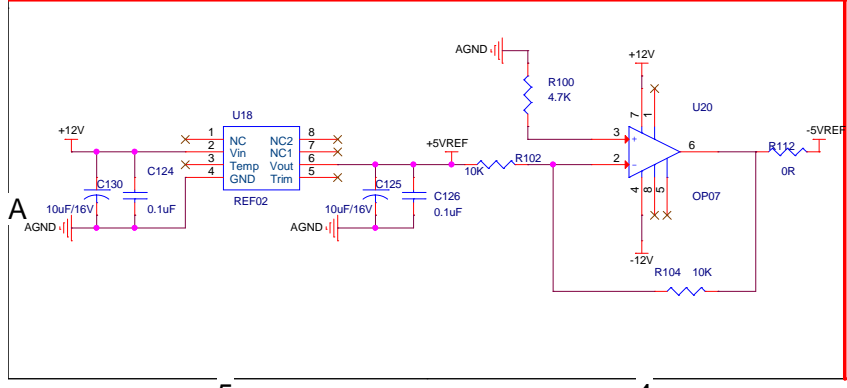 AGND
+12V
R100
4.7K
7
1
U20
U18
+12V
1
NC
NC2
8
2
Vin
NC1
7
3
Temp
Vout
6
4
GND
Trim
5
REF02
+5VREF
10K
R102
3
+
2
-
6
-5VREF
R112
0R
4
8
5
OP07
-12V
C130
C124
10uF/16V
0.1uF
AGND
C125
C126
10uF/16V
0.1uF
AGND
R104
10K
A
5
4